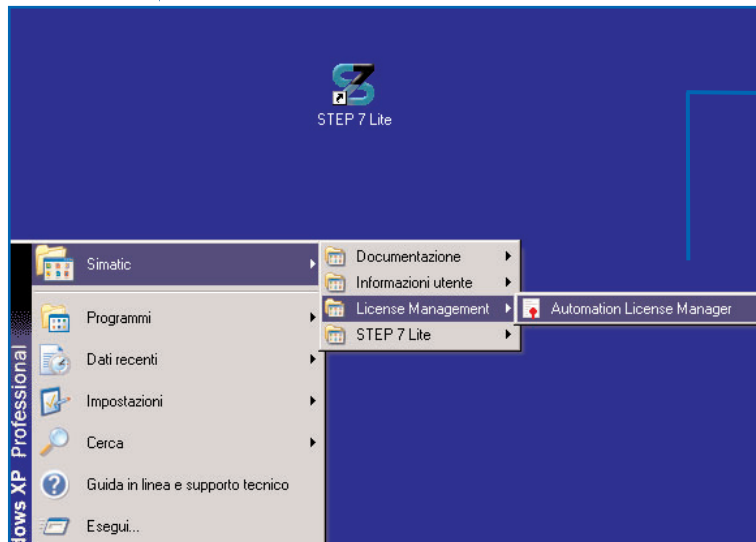 STEP 7 Lite
Simatic
Documentazione
Informazioni utente
License Management
Automation License Manager
STEP 7 Lite
Programmi
Dati recenti
Impostazioni
Cerca
Guida in linea e supporto tecnico
Esegui...
dows XP Professional